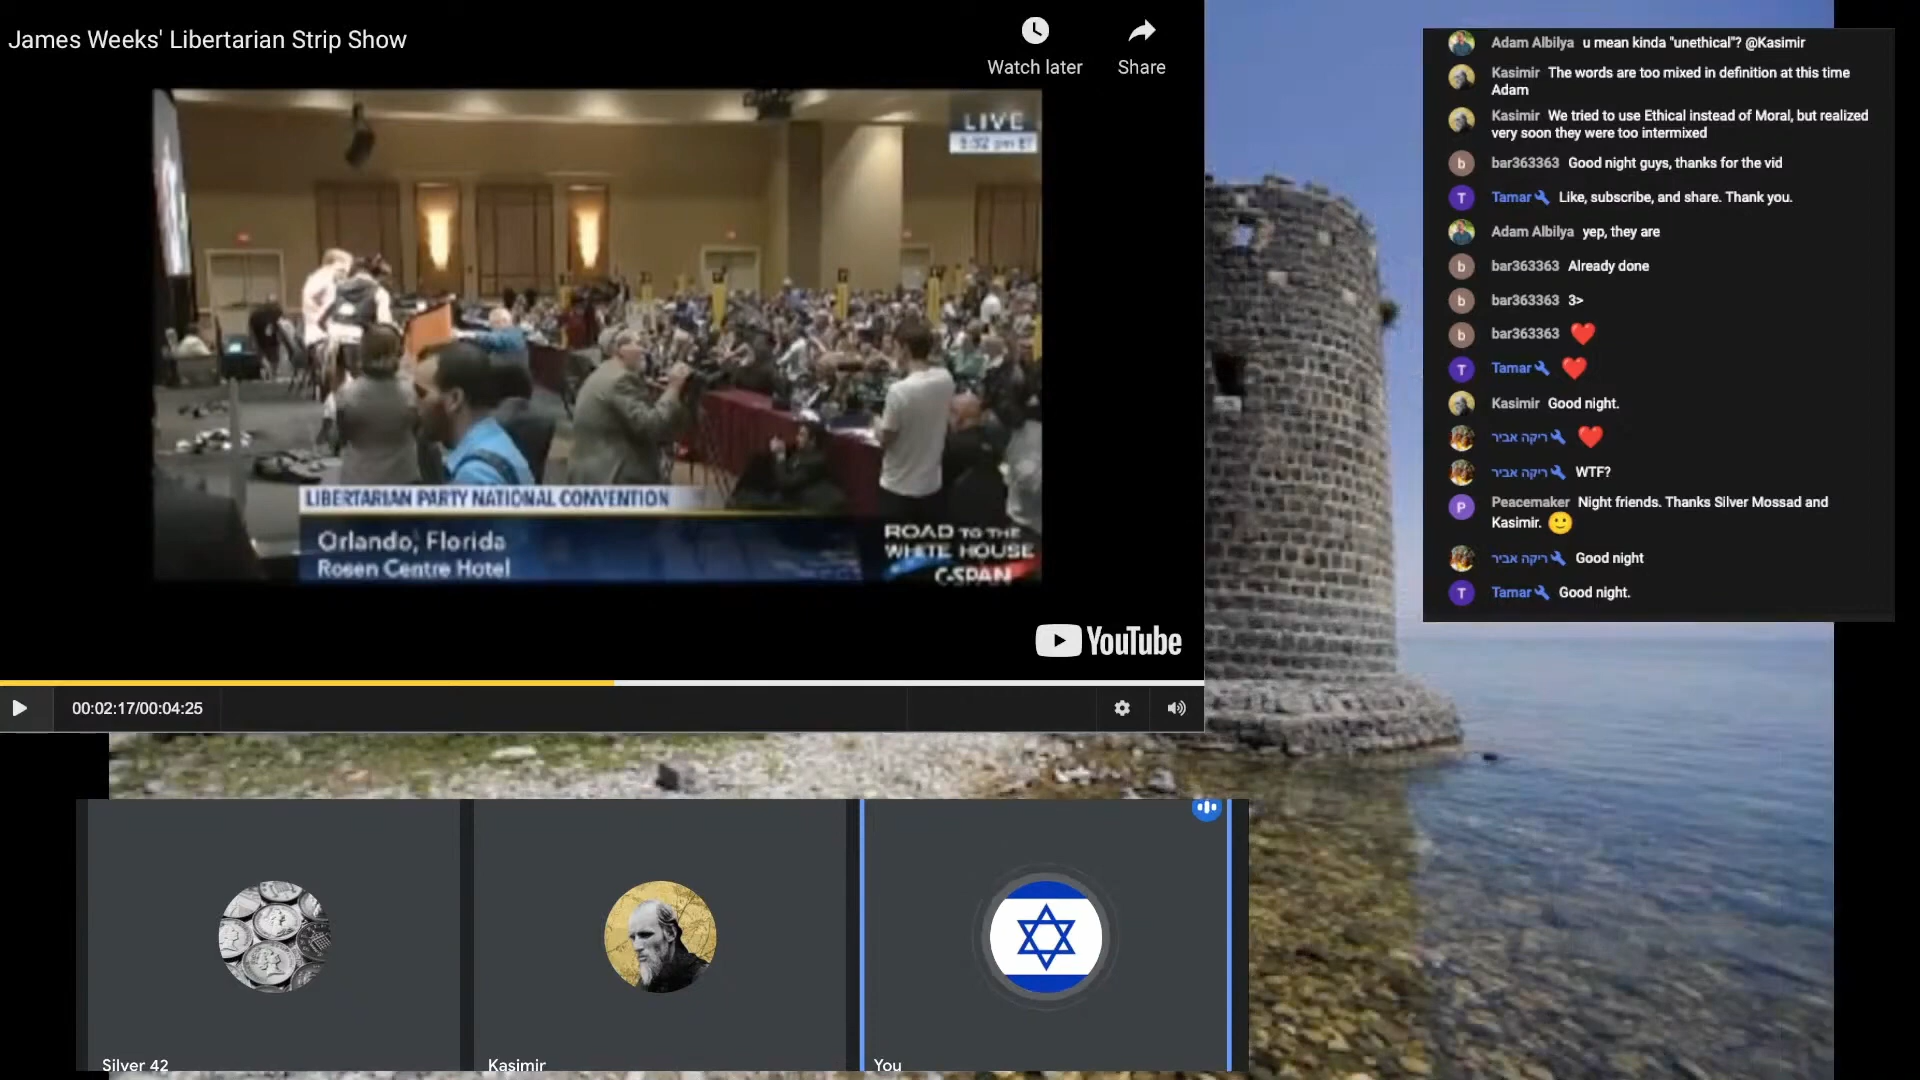 James Weeks' Libertarian Strip Show
Watch later
Share
LIVE
LIBERTARIAN PARTY NATIONAL CONVENTION
Orlando, Florida
Rosen Centre Hotel
ROAD TO THE
WHITE HOUSE
C-SPAN
YouTube
00:02:17/00:04:25
Adam Albilya u mean kinda "unethical"? @Kasimir
Kasimir The words are too mixed in definition at this time
Adam
Kasimir We tried to use Ethical instead of Moral, but realized
very soon they were too intermixed
b bar363363 Good night guys, thanks for the vid
T Tamar Like, subscribe, and share. Thank you.
Adam Albilya yep, they are
b bar363363 Already done
b bar363363 3>
b bar363363 ❤️
T Tamar ❤️
Kasimir Good night.
ריקה אביר ❤️
ריקה אביר WTF?
P Peacemaker Night friends. Thanks Silver Mossad and
Kasimir. 🙂
ריקה אביר Good night
T Tamar Good night.
Silver 42
Kasimir
You